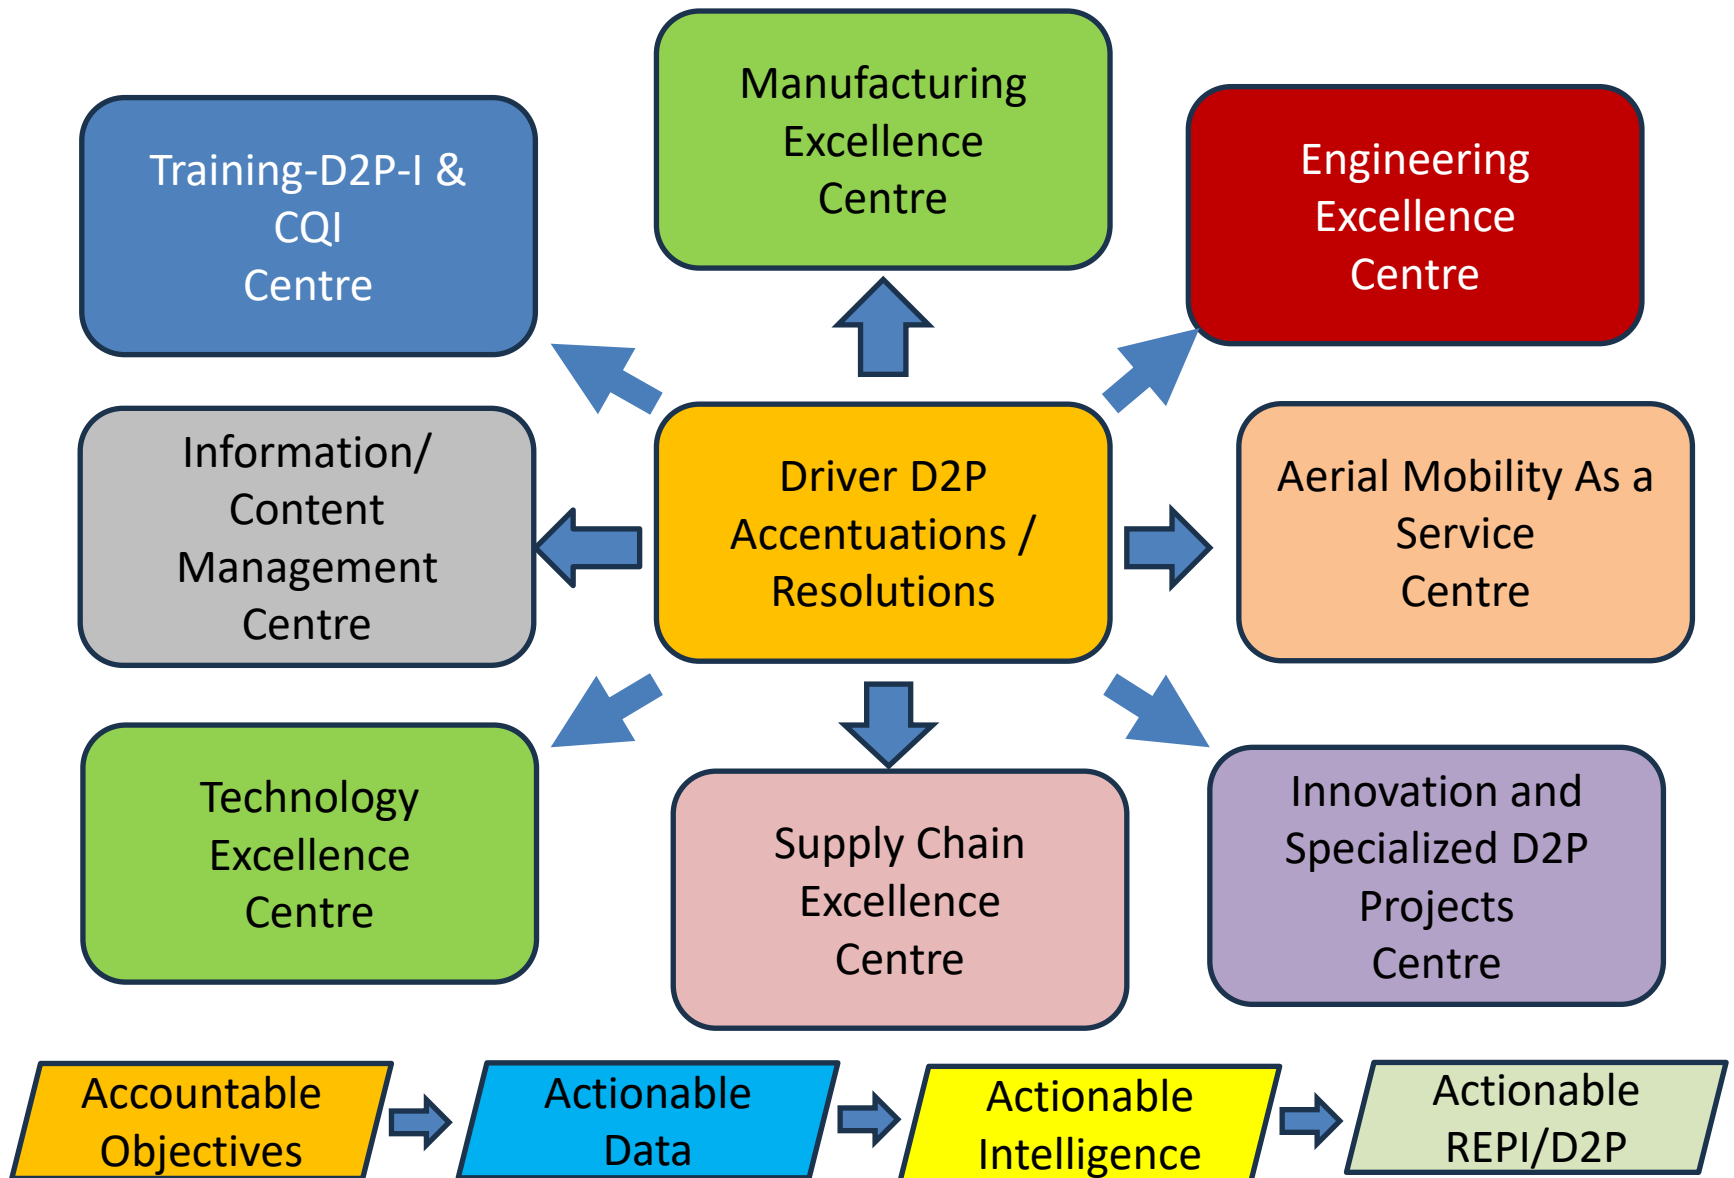 Manufacturing
Excellence
Centre
Training-D2P-I &
CQI
Centre
Engineering
Excellence
Centre
Information/
Content
Management
Centre
Driver D2P
Accentuations /
Resolutions
Aerial Mobility As a
Service
Centre
Technology
Excellence
Centre
Supply Chain
Excellence
Centre
Innovation and
Specialized D2P
Projects
Centre
Accountable
Objectives
Actionable
Data
Actionable
Intelligence
Actionable
REPI/D2P